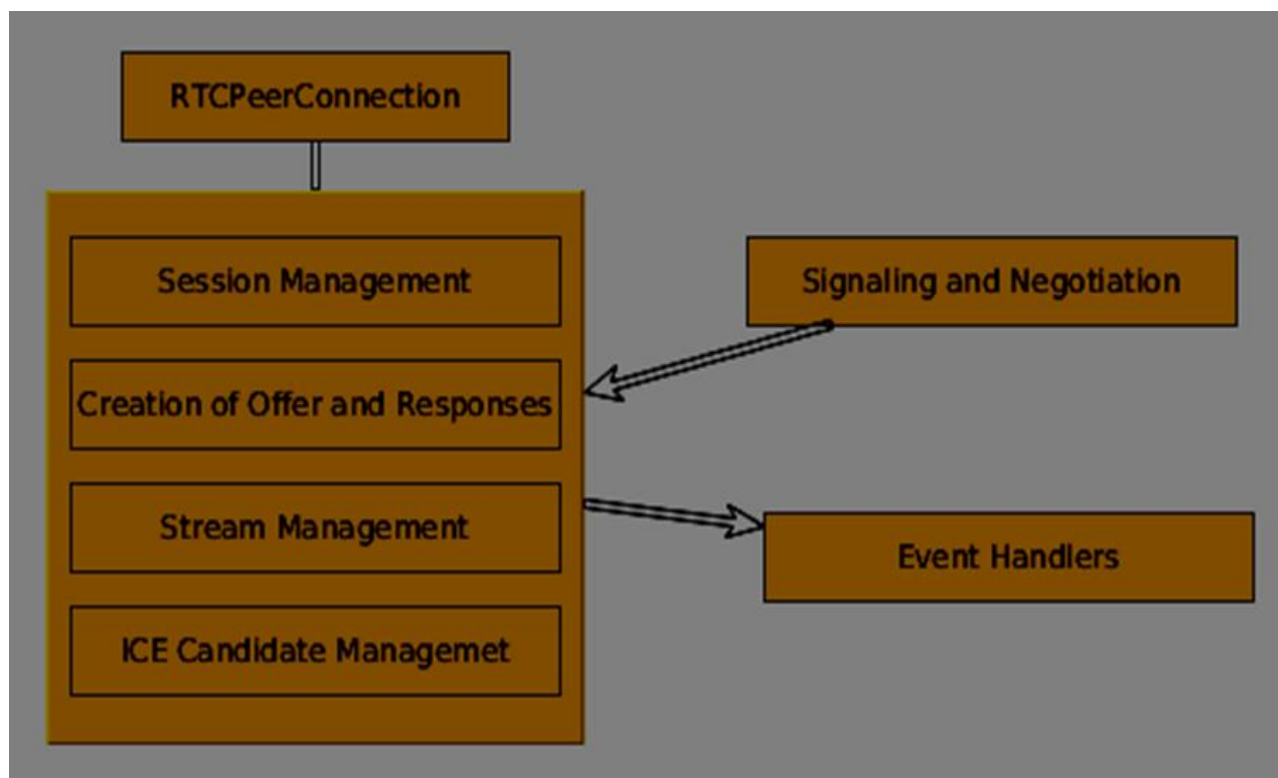 RTCPeerConnection
Session Management
Signaling and Negotiation
Creation of Offer and Responses
Stream Management
Event Handlers
ICE Candidate Managemet